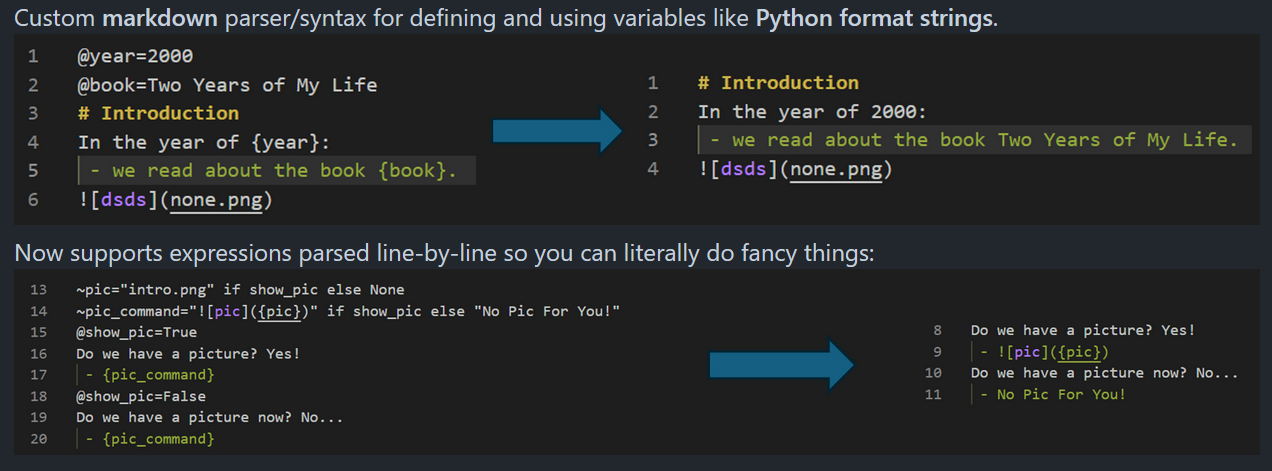 Custom markdown parser/syntax for defining and using variables like Python format strings.
1 @year=2000
2 @book=Two Years of My Life
3 # Introduction
4 In the year of {year}:
5 - we read about the book {book}.
6 ![dsds](none.png)
1 # Introduction
2 In the year of 2000:
3 - we read about the book Two Years of My Life.
4 ![dsds](none.png)
Now supports expressions parsed line-by-line so you can literally do fancy things:
13 ~pic="intro.png" if show_pic else None
14 ~pic_command="![pic]({pic})" if show_pic else "No Pic For You!"
15 @show_pic=True
16 Do we have a picture? Yes!
17 - {pic_command}
18 @show_pic=False
19 Do we have a picture now? No...
20 - {pic_command}
8 Do we have a picture? Yes!
9 - ![pic]({pic})
10 Do we have a picture now? No...
11 - No Pic For You!